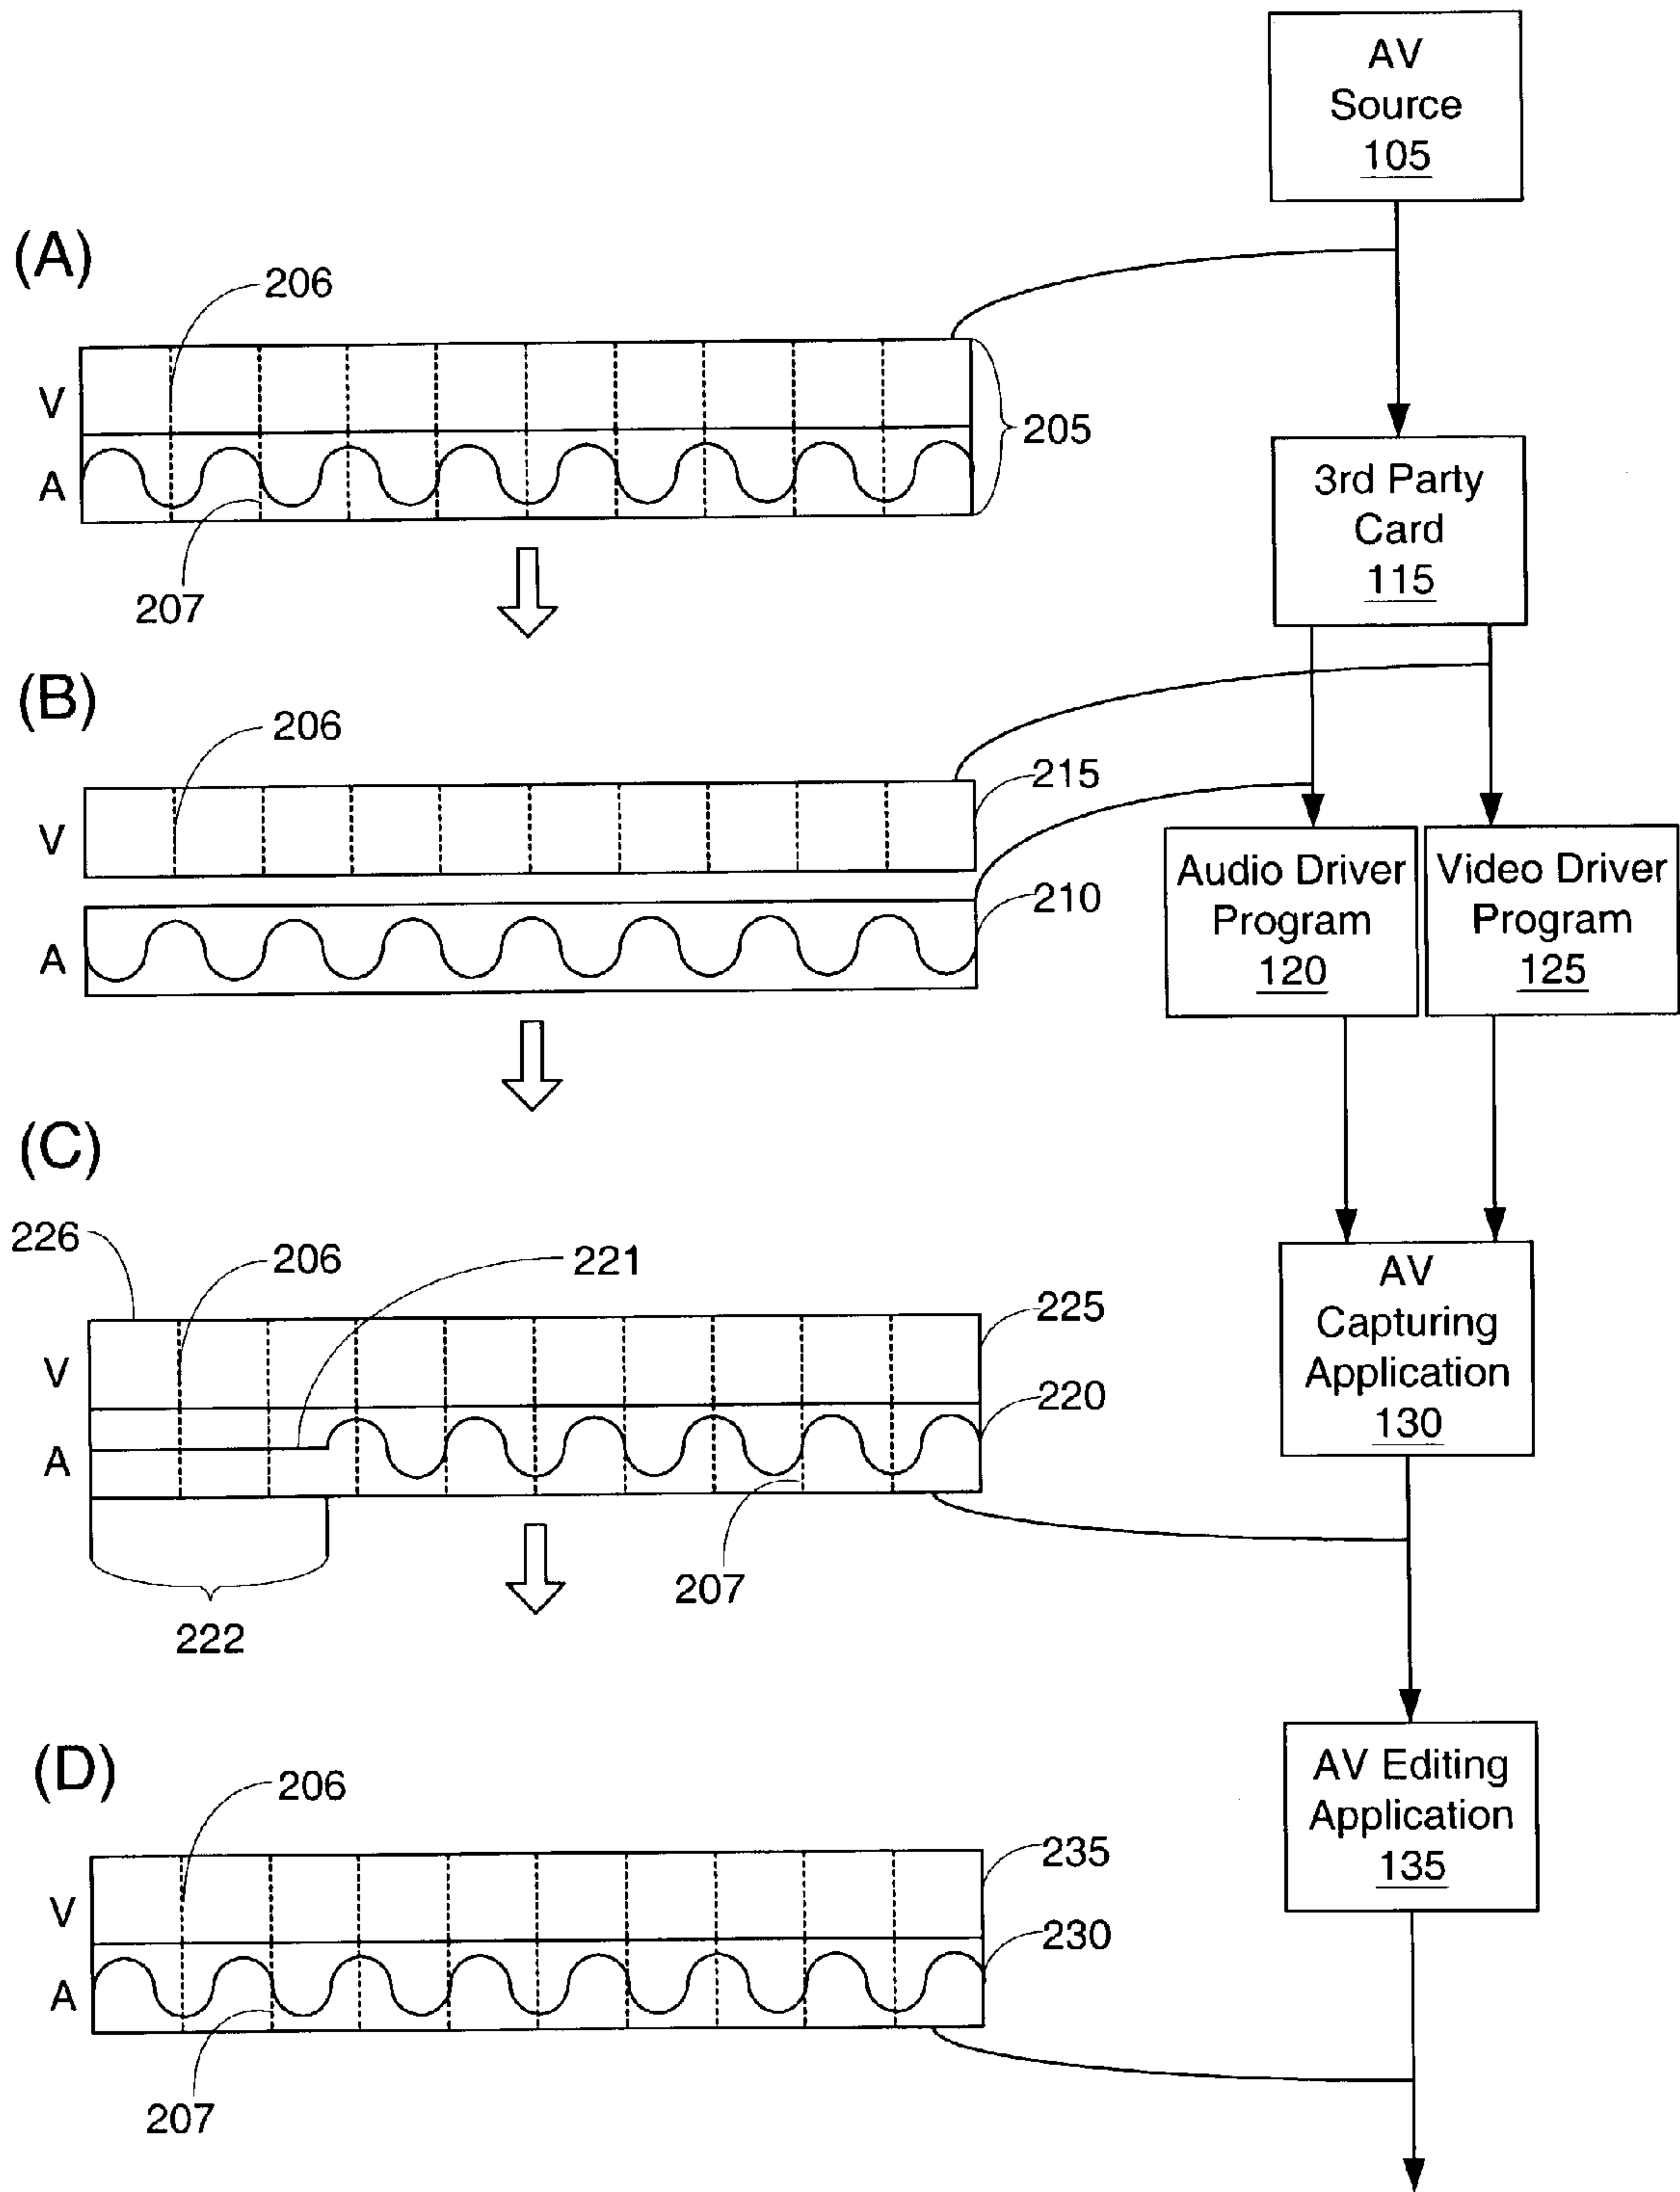 AV
Source
105
(A)
206
V
A
205
207
3rd Party
Card
115
(B)
206
215
V
210
A
Audio Driver
Program
120
Video Driver
Program
125
(C)
226
206
221
225
V
220
A
207
222
AV
Capturing
Application
130
(D)
206
235
V
230
A
207
AV Editing
Application
135